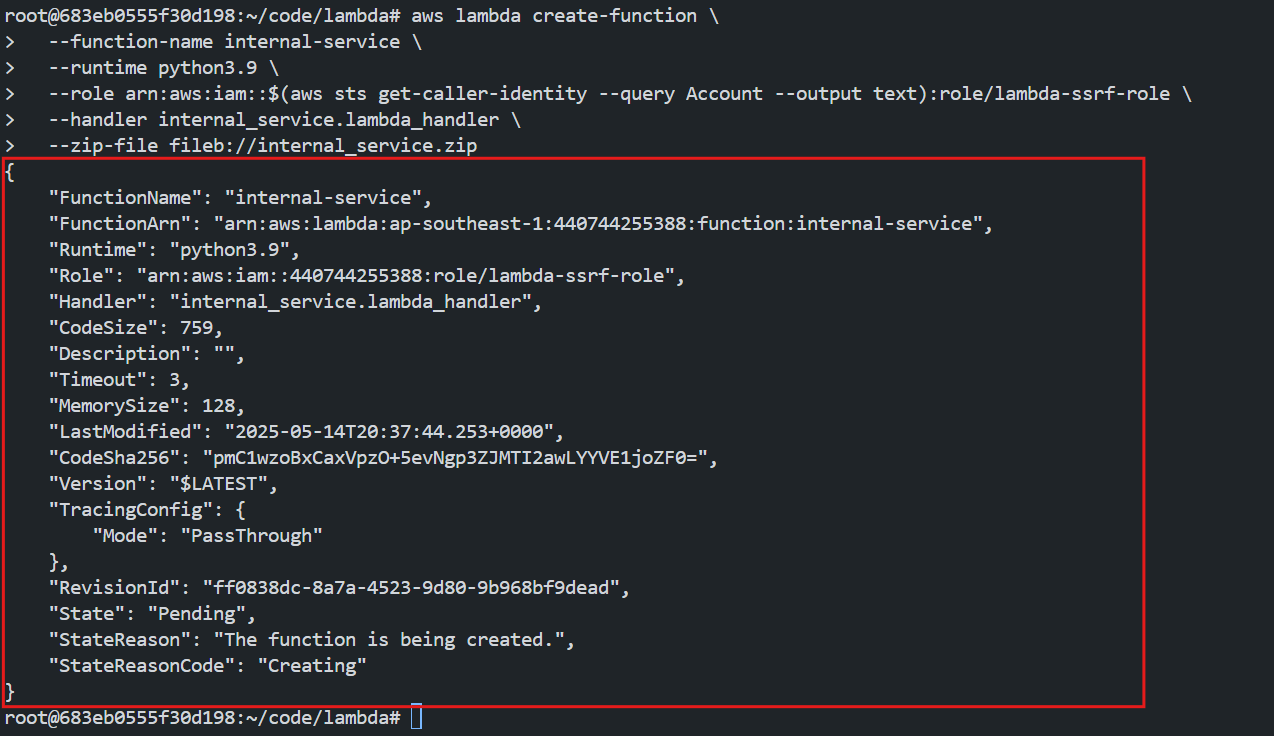 root@683eb0555f30d198:~/code/lambda# aws lambda create-function \
>   --function-name internal-service \
>   --runtime python3.9 \
>   --role arn:aws:iam::$(aws sts get-caller-identity --query Account --output text):role/lambda-ssrf-role \
>   --handler internal_service.lambda_handler \
>   --zip-file fileb://internal_service.zip
{
    "FunctionName": "internal-service",
    "FunctionArn": "arn:aws:lambda:ap-southeast-1:440744255388:function:internal-service",
    "Runtime": "python3.9",
    "Role": "arn:aws:iam::440744255388:role/lambda-ssrf-role",
    "Handler": "internal_service.lambda_handler",
    "CodeSize": 759,
    "Description": "",
    "Timeout": 3,
    "MemorySize": 128,
    "LastModified": "2025-05-14T20:37:44.253+0000",
    "CodeSha256": "pmC1wzoBxCaxVpzO+5evNgp3ZJMTI2awLYYVE1joZF0=",
    "Version": "$LATEST",
    "TracingConfig": {
        "Mode": "PassThrough"
    },
    "RevisionId": "ff0838dc-8a7a-4523-9d80-9b968bf9dead",
    "State": "Pending",
    "StateReason": "The function is being created.",
    "StateReasonCode": "Creating"
}
root@683eb0555f30d198:~/code/lambda#